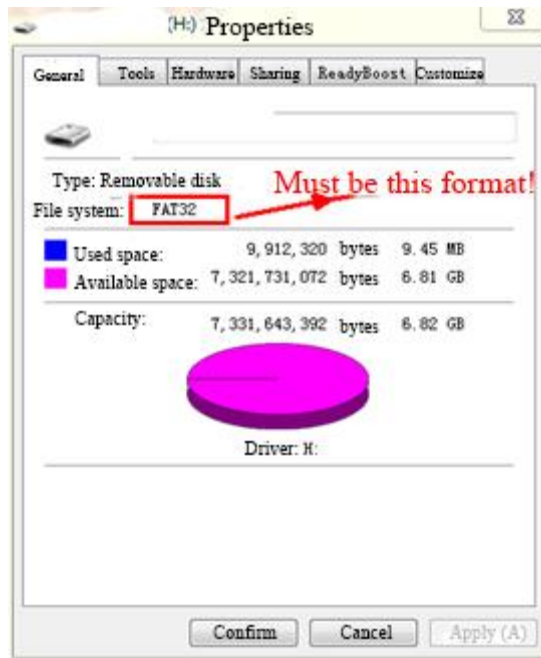 (H:) Properties
General Tools Hardware Sharing ReadyBoost Customize
Type: Removable disk
Must be this format!
File system: FAT32
Used space: 9,912,320 bytes 9.45 MB
Available space: 7,321,731,072 bytes 6.81 GB
Capacity: 7,331,643,392 bytes 6.82 GB
Driver: H:
Confirm Cancel Apply (A)